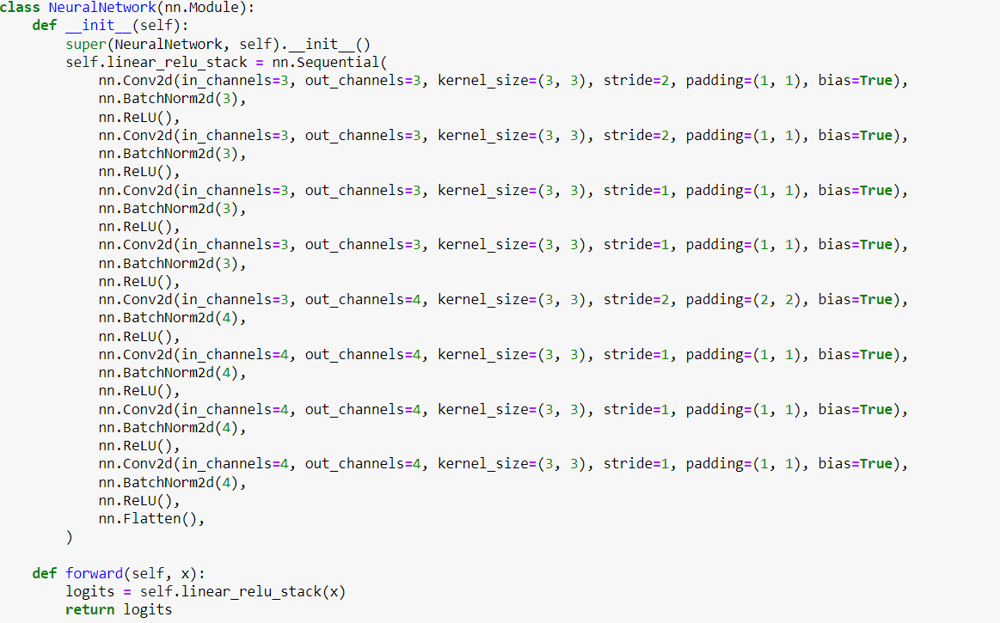 class NeuralNetwork(nn.Module):
    def __init__(self):
        super(NeuralNetwork, self).__init__()
        self.linear_relu_stack = nn.Sequential(
            nn.Conv2d(in_channels=3, out_channels=3, kernel_size=(3, 3), stride=2, padding=(1, 1), bias=True),
            nn.BatchNorm2d(3),
            nn.ReLU(),
            nn.Conv2d(in_channels=3, out_channels=3, kernel_size=(3, 3), stride=2, padding=(1, 1), bias=True),
            nn.BatchNorm2d(3),
            nn.ReLU(),
            nn.Conv2d(in_channels=3, out_channels=3, kernel_size=(3, 3), stride=1, padding=(1, 1), bias=True),
            nn.BatchNorm2d(3),
            nn.ReLU(),
            nn.Conv2d(in_channels=3, out_channels=3, kernel_size=(3, 3), stride=1, padding=(1, 1), bias=True),
            nn.BatchNorm2d(3),
            nn.ReLU(),
            nn.Conv2d(in_channels=3, out_channels=4, kernel_size=(3, 3), stride=2, padding=(2, 2), bias=True),
            nn.BatchNorm2d(4),
            nn.ReLU(),
            nn.Conv2d(in_channels=4, out_channels=4, kernel_size=(3, 3), stride=1, padding=(1, 1), bias=True),
            nn.BatchNorm2d(4),
            nn.ReLU(),
            nn.Conv2d(in_channels=4, out_channels=4, kernel_size=(3, 3), stride=1, padding=(1, 1), bias=True),
            nn.BatchNorm2d(4),
            nn.ReLU(),
            nn.Conv2d(in_channels=4, out_channels=4, kernel_size=(3, 3), stride=1, padding=(1, 1), bias=True),
            nn.BatchNorm2d(4),
            nn.ReLU(),
            nn.Flatten(),
        )
    def forward(self, x):
        logits = self.linear_relu_stack(x)
        return logits